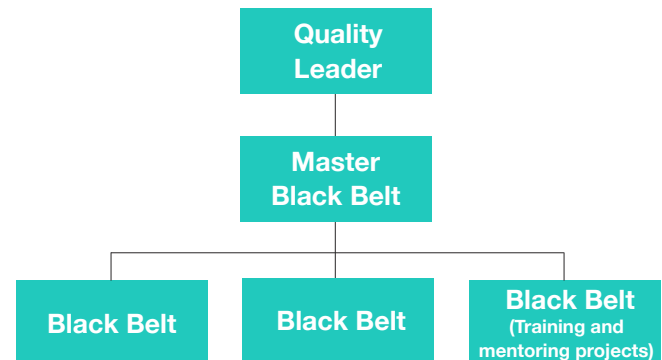 Quality
Leader
Master
Black Belt
Black Belt
Black Belt
Black Belt
(Training and
mentoring projects)